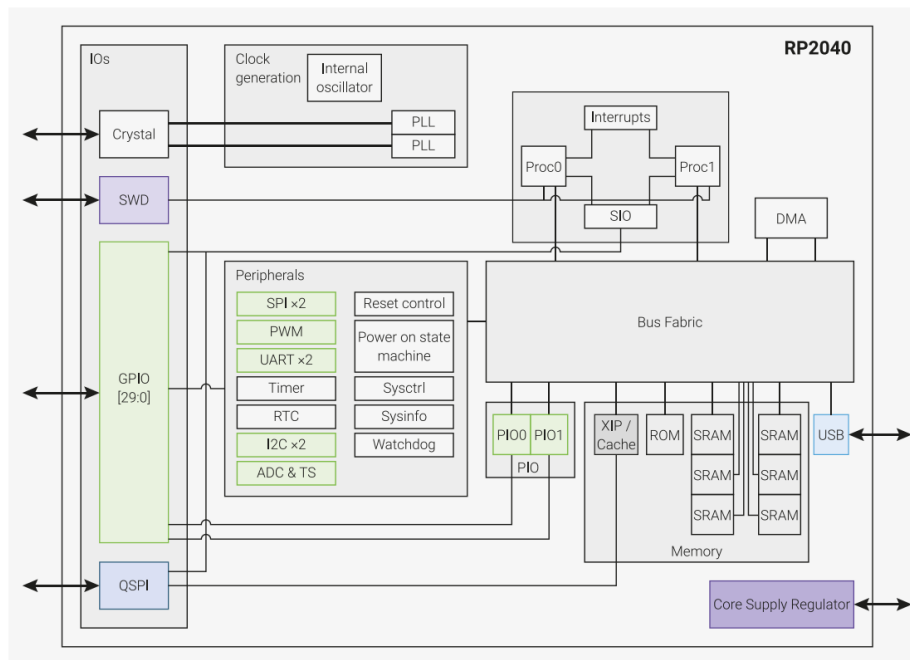 RP2040
IOs
Clock
generation
Internal
oscillator
Crystal
PLL
PLL
Interrupts
Proc0
Proc1
SWD
SIO
DMA
GPIO
[29:0]
Peripherals
SPI ×2
PWM
UART ×2
Timer
RTC
I2C ×2
ADC & TS
Reset control
Power on state
machine
Sysctrl
Sysinfo
Watchdog
Bus Fabric
PIO0
PIO1
PIO
XIP /
Cache
ROM
SRAM
SRAM
SRAM
SRAM
SRAM
SRAM
Memory
USB
QSPI
Core Supply Regulator